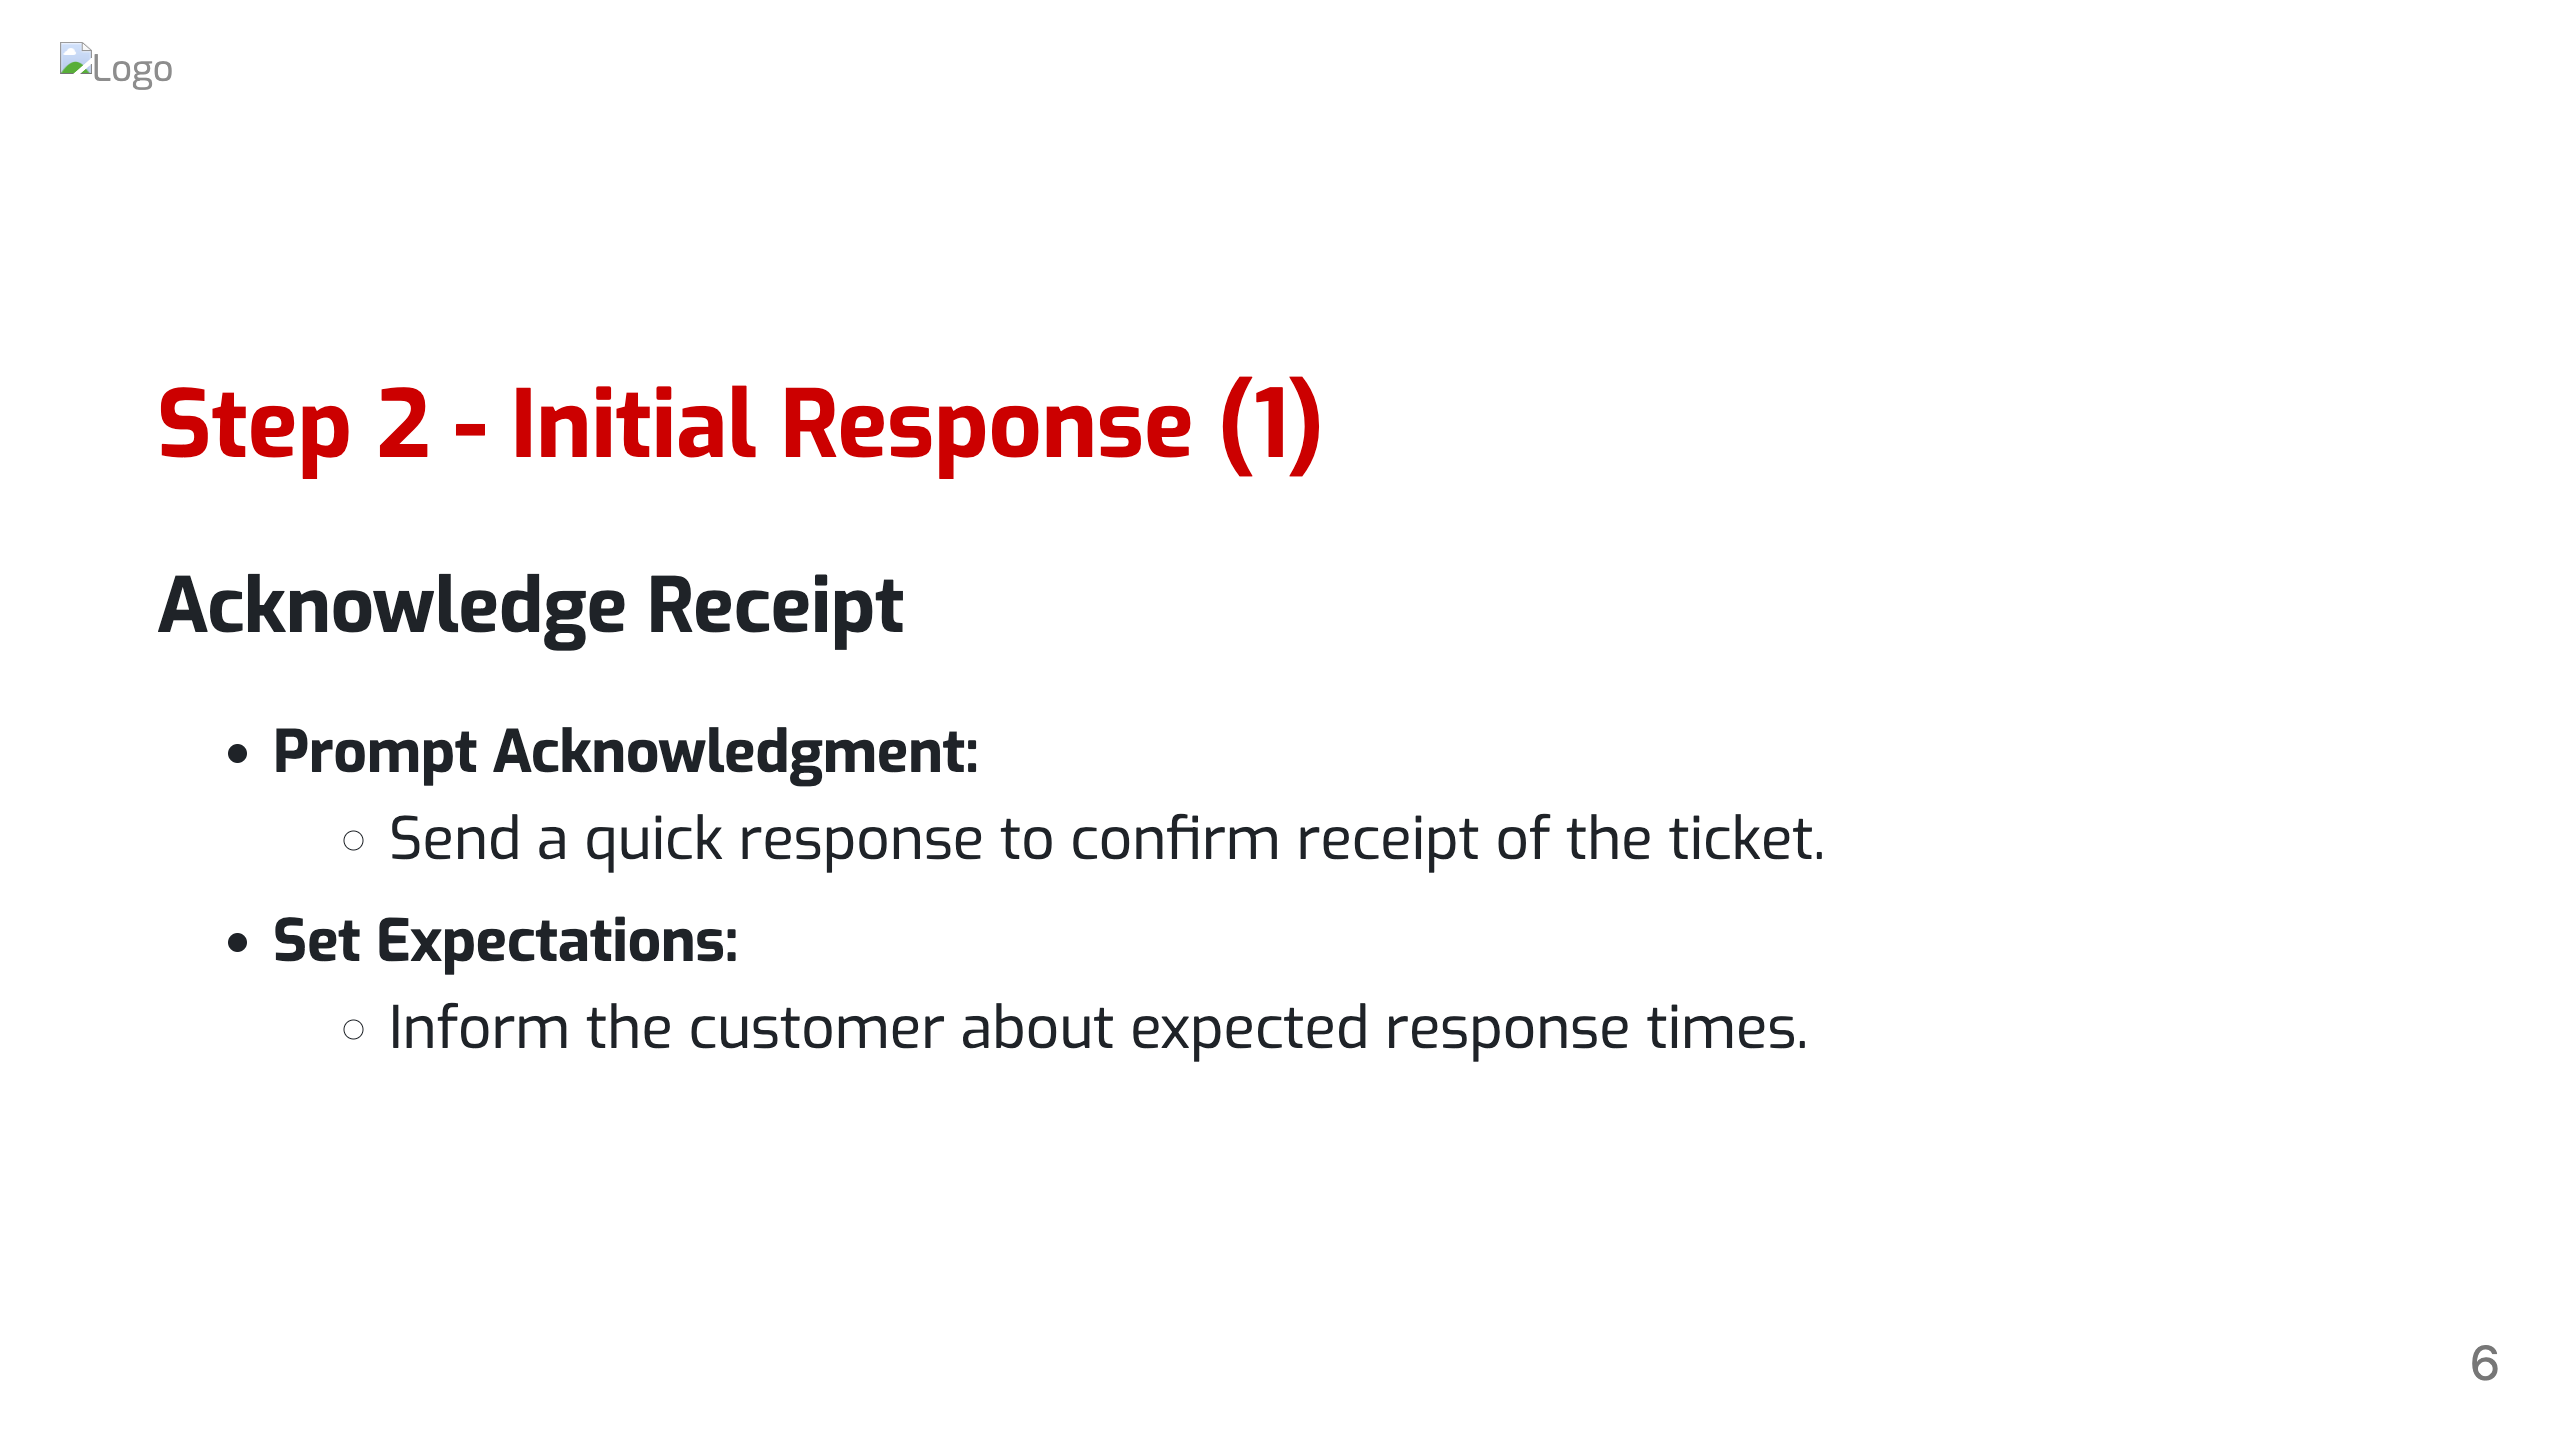 Logo
Step 2 - Initial Response (1)
Acknowledge Receipt
Prompt Acknowledgment:
Send a quick response to confirm receipt of the ticket.
Set Expectations:
Inform the customer about expected response times.
6